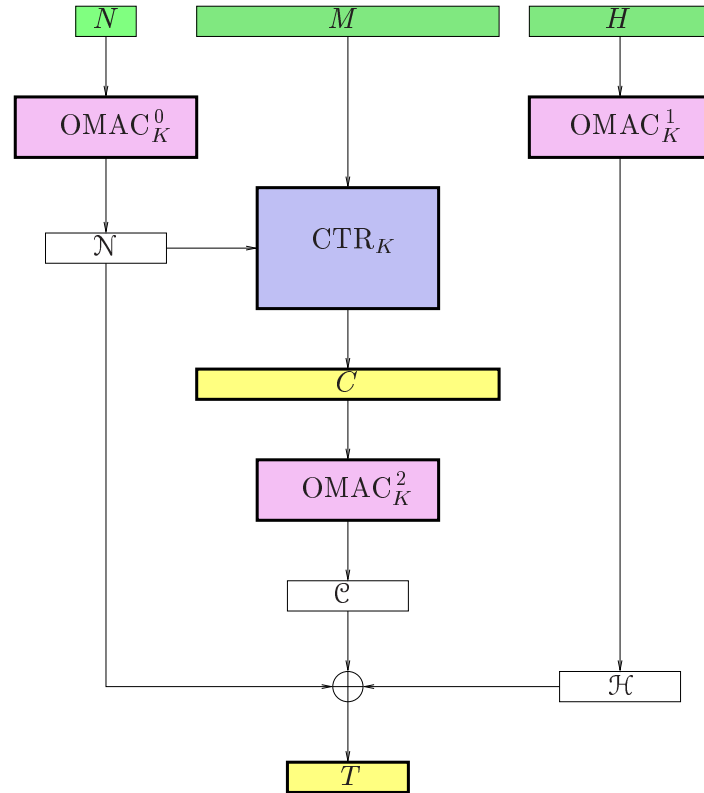 N M H
OMAC⁰_K OMAC¹_K
𝒩 CTR_K
C
OMAC²_K
𝒞
ℋ
T